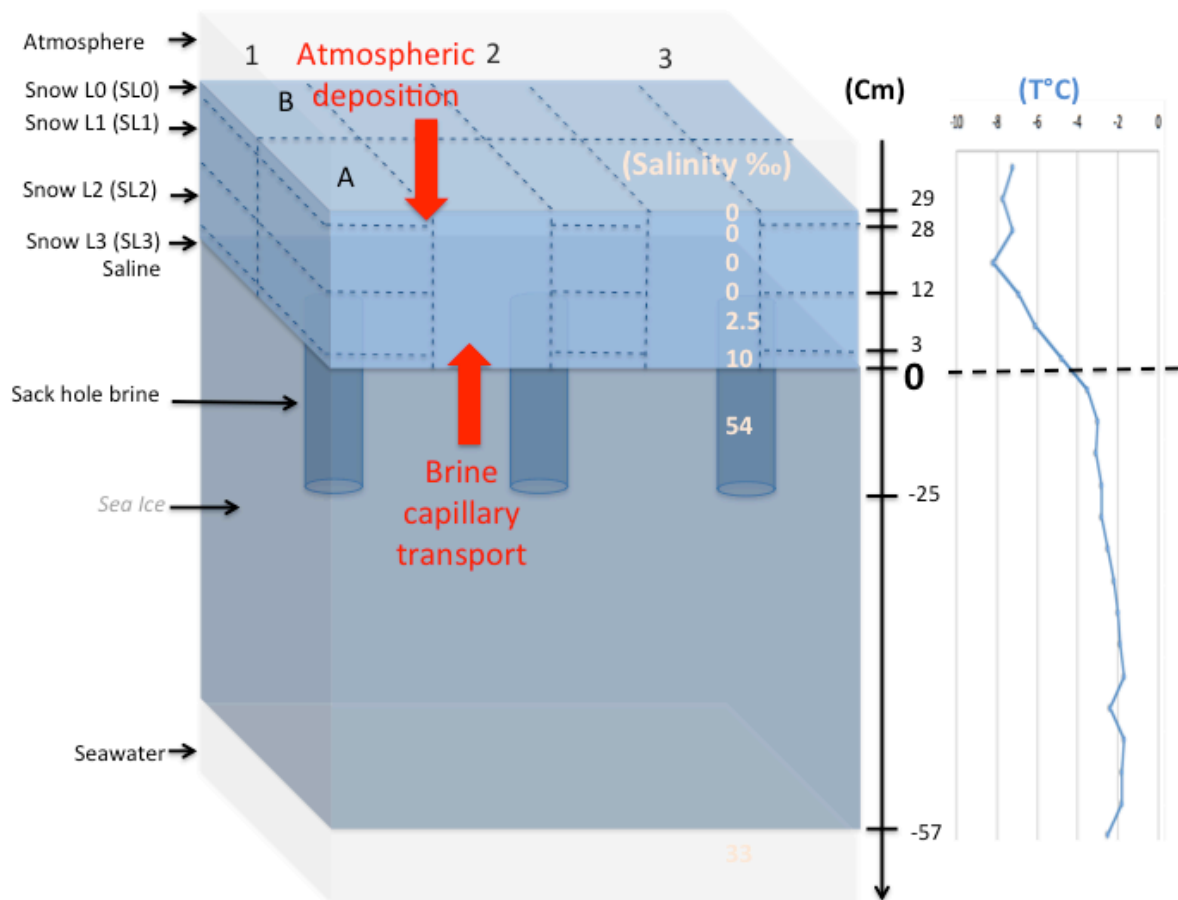 Atmosphere
Snow L0 (SL0)
Snow L1 (SL1)
Snow L2 (SL2)
Snow L3 (SL3)
Saline
Sack hole brine
Sea Ice
Seawater
1
2
3
B
A
Atmospheric
deposition
Brine
capillary
transport
(Salinity ‰)
0
0
0
0
2.5
10
54
33
(Cm)
29
28
12
3
0
-25
-57
(T°C)
-10 -8 -6 -4 -2 0